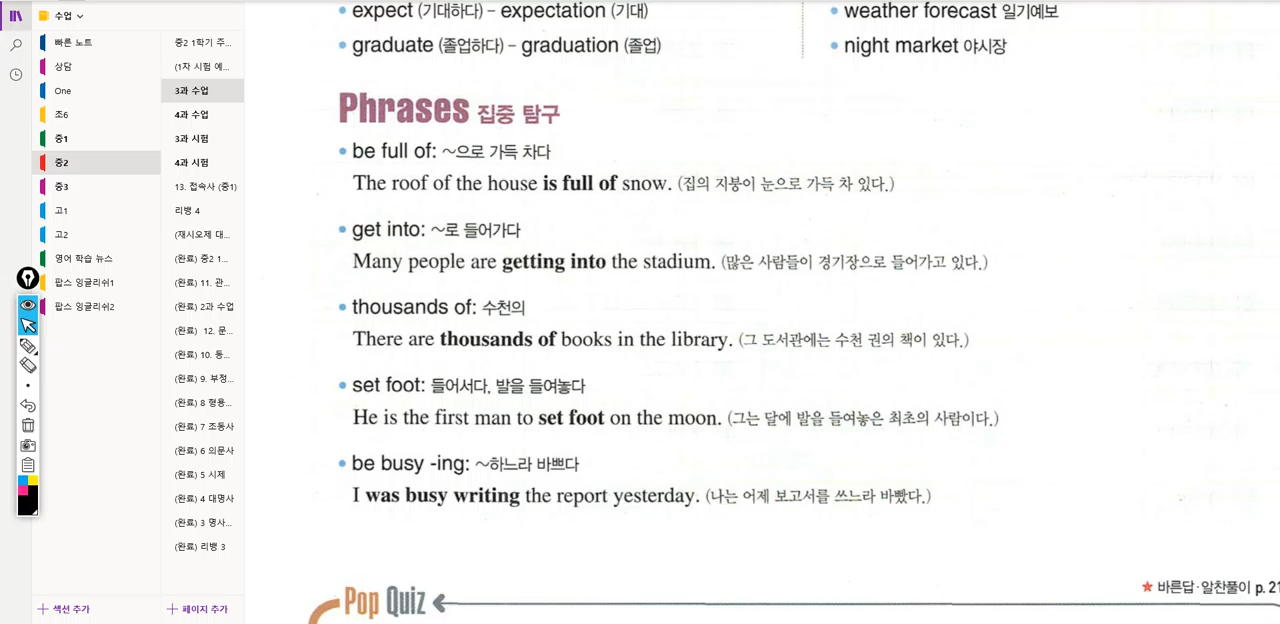 수업
빠른 노트
상담
One
초6
중1
중2
중3
고1
고2
영어 학습 뉴스
팝스 잉글리쉬1
팝스 잉글리쉬2
섹션 추가
중2 1학기 주...
(1차 시험 예...
3과 수업
4과 수업
3과 시험
4과 시험
13. 접속사 (중1)
리뱅 4
(재시오제 대...
(완료) 중2 1...
(완료) 11. 관...
(완료) 2과 수업
(완료) 12. 문...
(완료) 10. 동...
(완료) 9. 부정...
(완료) 8 형용...
(완료) 7 조동사
(완료) 6 의문사
(완료) 5 시제
(완료) 4 대명사
(완료) 3 명사...
(완료) 리뱅 3
페이지 추가
• expect (기대하다) – expectation (기대)
• graduate (졸업하다) – graduation (졸업)
• weather forecast 일기예보
• night market 야시장
Phrases 집중 탐구
• be full of: ~으로 가득 차다
The roof of the house is full of snow. (집의 지붕이 눈으로 가득 차 있다.)
• get into: ~로 들어가다
Many people are getting into the stadium. (많은 사람들이 경기장으로 들어가고 있다.)
• thousands of: 수천의
There are thousands of books in the library. (그 도서관에는 수천 권의 책이 있다.)
• set foot: 들어서다, 발을 들여놓다
He is the first man to set foot on the moon. (그는 달에 발을 들여놓은 최초의 사람이다.)
• be busy -ing: ~하느라 바쁘다
I was busy writing the report yesterday. (나는 어제 보고서를 쓰느라 바빴다.)
★ 바른답·알찬풀이 p. 21
Pop Quiz